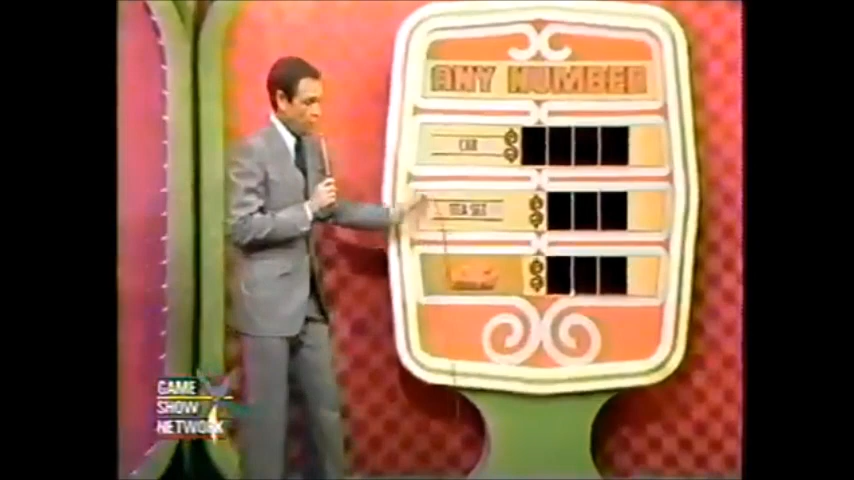 ANY NUMBER
CAR
$
TEA SET
$
$
GAME
SHOW
NETWORK